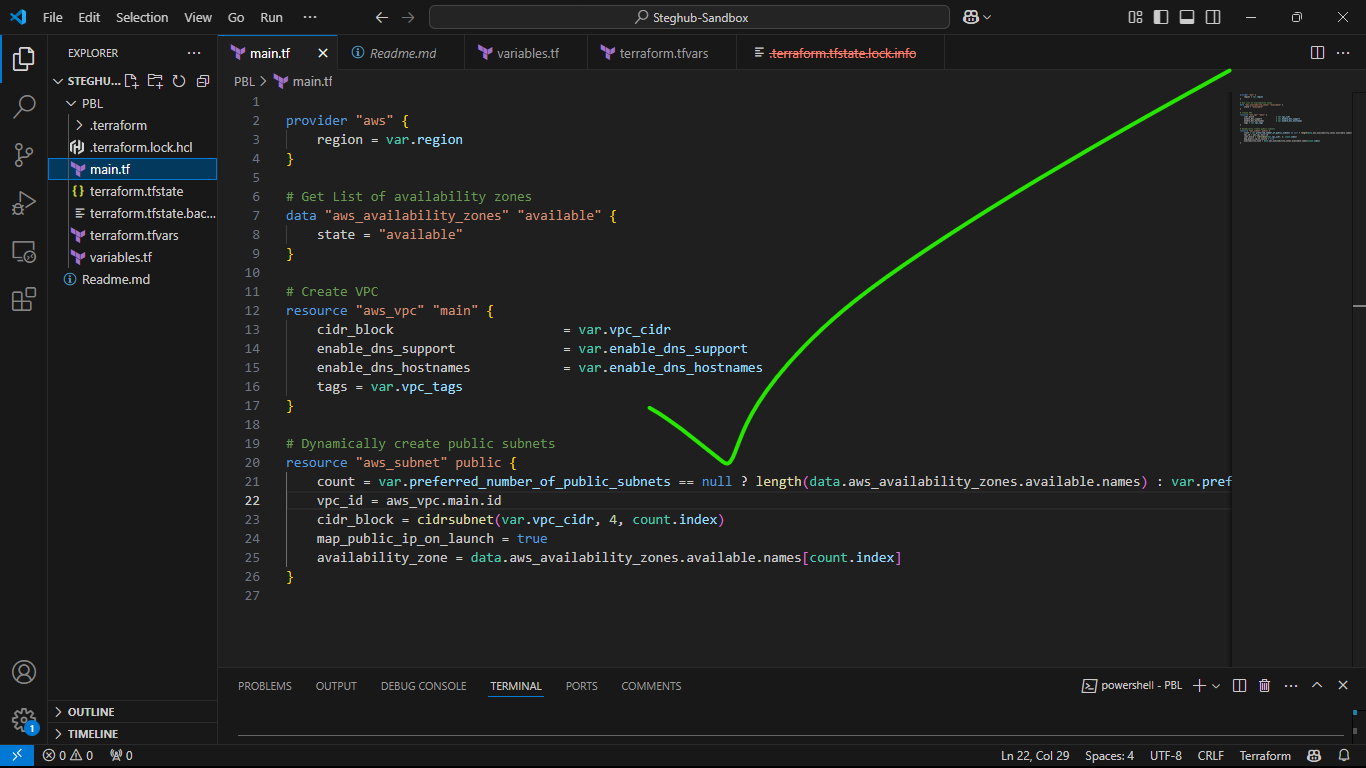 File Edit Selection View Go Run ··· Steghub-Sandbox
EXPLORER ···
main.tf Readme.md variables.tf terraform.tfvars .terraform.tfstate.lock.info ···
STEGHU...
PBL > main.tf
PBL
.terraform
.terraform.lock.hcl
main.tf
terraform.tfstate
terraform.tfstate.bac...
terraform.tfvars
variables.tf
Readme.md
1
2 provider "aws" {
3     region = var.region
4 }
5
6 # Get List of availability zones
7 data "aws_availability_zones" "available" {
8     state = "available"
9 }
10
11 # Create VPC
12 resource "aws_vpc" "main" {
13     cidr_block                      = var.vpc_cidr
14     enable_dns_support              = var.enable_dns_support
15     enable_dns_hostnames            = var.enable_dns_hostnames
16     tags = var.vpc_tags
17 }
18
19 # Dynamically create public subnets
20 resource "aws_subnet" public {
21     count = var.preferred_number_of_public_subnets == null ? length(data.aws_availability_zones.available.names) : var.pref
22     vpc_id = aws_vpc.main.id
23     cidr_block = cidrsubnet(var.vpc_cidr, 4, count.index)
24     map_public_ip_on_launch = true
25     availability_zone = data.aws_availability_zones.available.names[count.index]
26 }
27
PROBLEMS OUTPUT DEBUG CONSOLE TERMINAL PORTS COMMENTS powershell - PBL ···
OUTLINE
TIMELINE
1
0 0 0 Ln 22, Col 29 Spaces: 4 UTF-8 CRLF Terraform